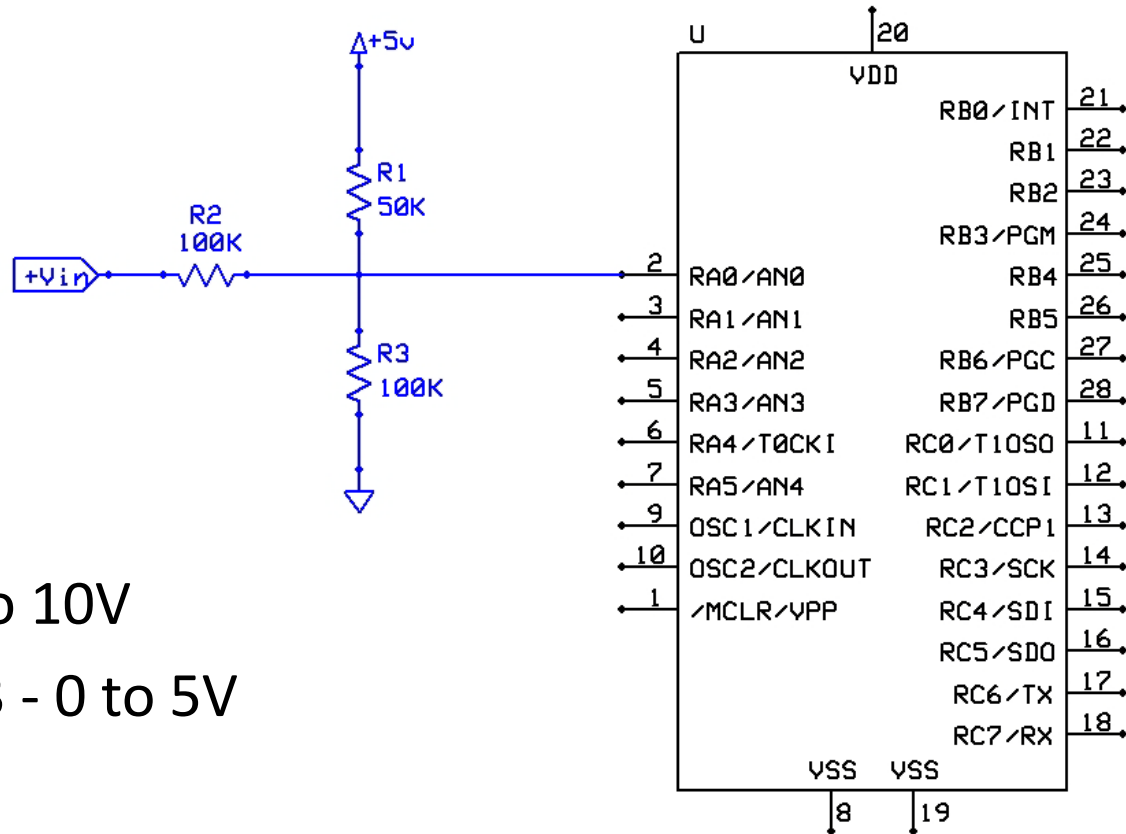 +5v
R1
50K
R2
100K
+Vin
R3
100K
10V
- 0 to 5V
U
20
VDD
2 RA0/AN0
3 RA1/AN1
4 RA2/AN2
5 RA3/AN3
6 RA4/T0CKI
7 RA5/AN4
9 OSC1/CLKIN
10 OSC2/CLKOUT
1 /MCLR/VPP
RB0/INT 21
RB1 22
RB2 23
RB3/PGM 24
RB4 25
RB5 26
RB6/PGC 27
RB7/PGD 28
RC0/T1OSO 11
RC1/T1OSI 12
RC2/CCP1 13
RC3/SCK 14
RC4/SDI 15
RC5/SDO 16
RC6/TX 17
RC7/RX 18
VSS VSS
8 19